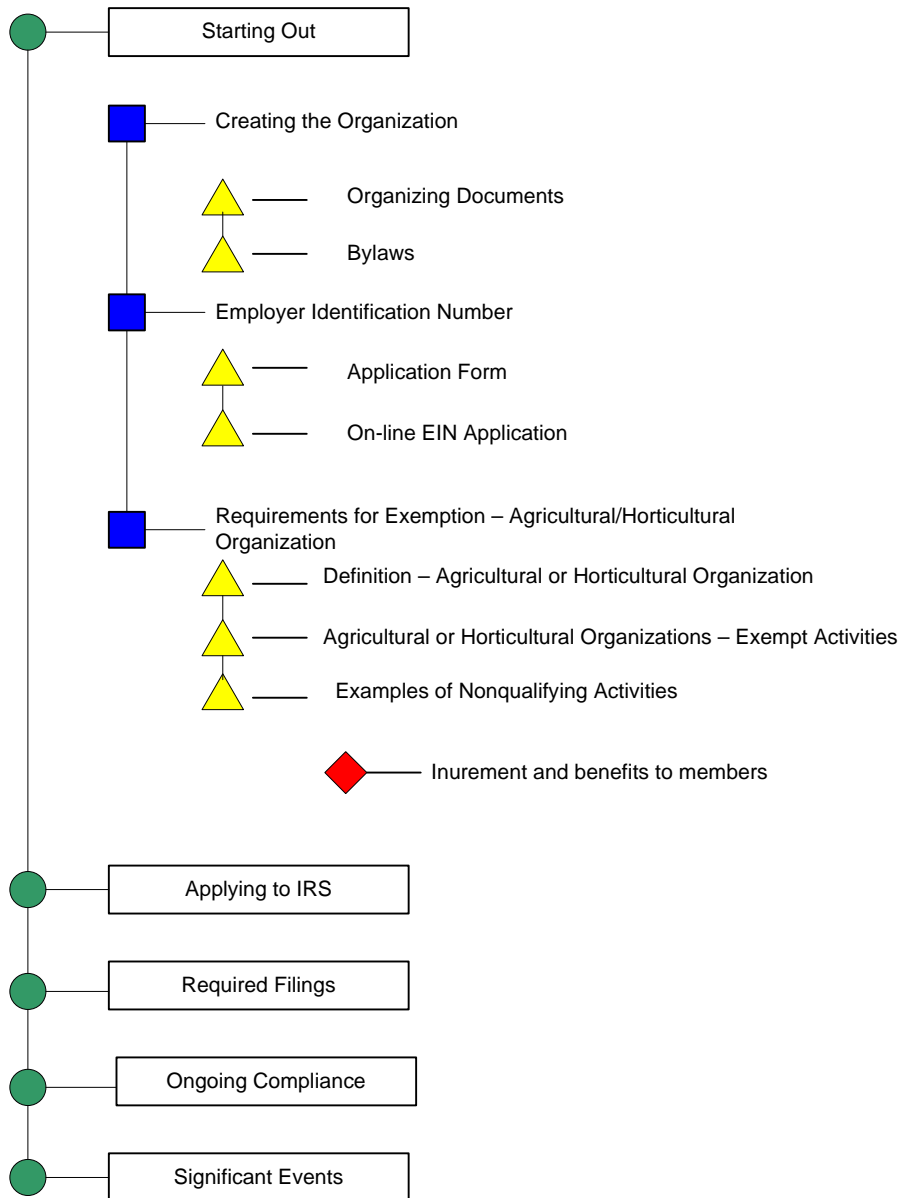 Starting Out
Creating the Organization
Organizing Documents
Bylaws
Employer Identification Number
Application Form
On-line EIN Application
Requirements for Exemption – Agricultural/Horticultural
Organization
Definition – Agricultural or Horticultural Organization
Agricultural or Horticultural Organizations – Exempt Activities
Examples of Nonqualifying Activities
Inurement and benefits to members
Applying to IRS
Required Filings
Ongoing Compliance
Significant Events